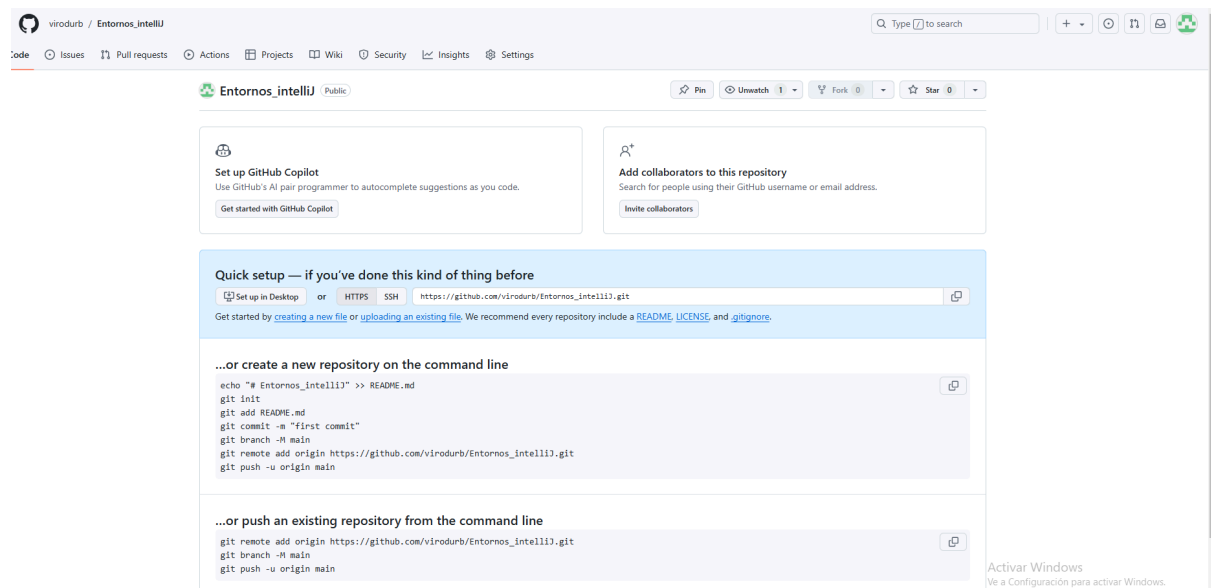 virodurb / Entornos_intelliJ
Type / to search
Code
Issues
Pull requests
Actions
Projects
Wiki
Security
Insights
Settings
Entornos_intelliJ Public
Pin
Unwatch 1
Fork 0
Star 0
Set up GitHub Copilot
Use GitHub's AI pair programmer to autocomplete suggestions as you code.
Get started with GitHub Copilot
Add collaborators to this repository
Search for people using their GitHub username or email address.
Invite collaborators
Quick setup — if you've done this kind of thing before
Set up in Desktop or HTTPS SSH https://github.com/virodurb/Entornos_intelliJ.git
Get started by creating a new file or uploading an existing file. We recommend every repository include a README, LICENSE, and .gitignore.
...or create a new repository on the command line
echo "# Entornos_intelliJ" >> README.md
git init
git add README.md
git commit -m "first commit"
git branch -M main
git remote add origin https://github.com/virodurb/Entornos_intelliJ.git
git push -u origin main
...or push an existing repository from the command line
git remote add origin https://github.com/virodurb/Entornos_intelliJ.git
git branch -M main
git push -u origin main
Activar Windows
Ve a Configuración para activar Windows.